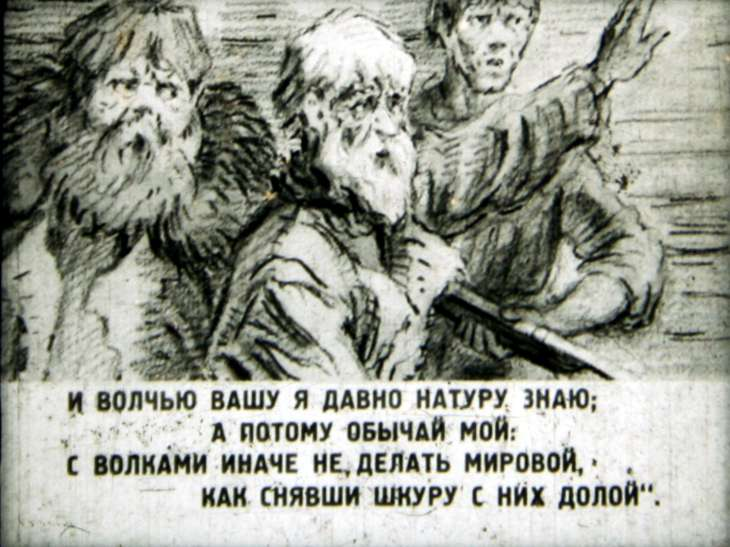 И ВОЛЧЬЮ ВАШУ Я ДАВНО НАТУРУ ЗНАЮ;
А ПОТОМУ ОБЫЧАЙ МОЙ:
С ВОЛКАМИ ИНАЧЕ НЕ ДЕЛАТЬ МИРОВОЙ,
КАК СНЯВШИ ШКУРУ С НИХ ДОЛОЙ".